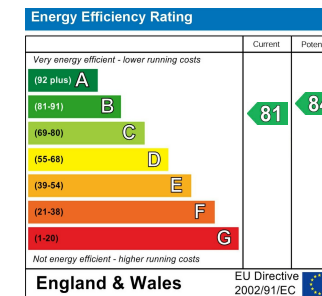 Energy Efficiency Rating
Current
Very energy efficient - lower running costs
(92 plus) A
(81-91) B
(69-80) C
(55-68) D
(39-54) E
(21-38) F
(1-20) G
81
Not energy efficient - higher running costs
England & Wales
EU Directive
2002/91/EC